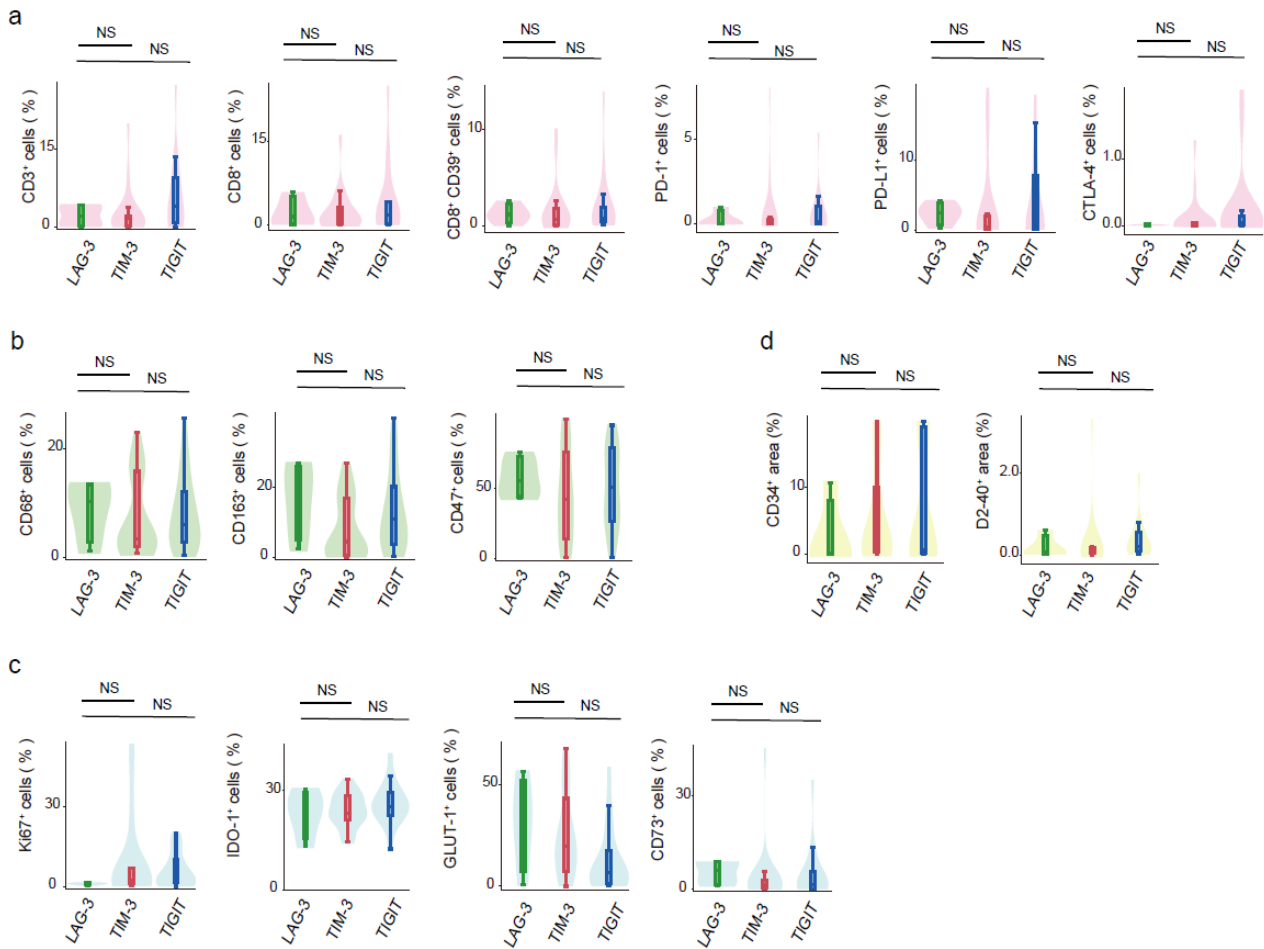 a
NS NS
CD3⁺ cells ( % )
15
0
LAG-3 TIM-3 TIGIT
NS NS
CD8⁺ cells ( % )
15
0
LAG-3 TIM-3 TIGIT
NS NS
CD8⁺ CD39⁺ cells ( % )
10
0
LAG-3 TIM-3 TIGIT
NS NS
PD-1⁺ cells ( % )
5
0
LAG-3 TIM-3 TIGIT
NS NS
PD-L1⁺ cells ( % )
10
0
LAG-3 TIM-3 TIGIT
NS NS
CTLA-4⁺ cells ( % )
1.0
0.0
LAG-3 TIM-3 TIGIT
b
NS NS
CD68⁺ cells ( % )
20
0
LAG-3 TIM-3 TIGIT
NS NS
CD163⁺ cells ( % )
20
0
LAG-3 TIM-3 TIGIT
NS NS
CD47⁺ cells ( % )
50
0
LAG-3 TIM-3 TIGIT
d
NS NS
CD34⁺ area (%)
10
0
LAG-3 TIM-3 TIGIT
NS NS
D2-40⁺ area (%)
2.0
0.0
LAG-3 TIM-3 TIGIT
c
NS NS
Ki67⁺ cells ( % )
30
0
LAG-3 TIM-3 TIGIT
NS NS
IDO-1⁺ cells ( % )
30
0
LAG-3 TIM-3 TIGIT
NS NS
GLUT-1⁺ cells ( % )
50
0
LAG-3 TIM-3 TIGIT
NS NS
CD73⁺ cells ( % )
30
0
LAG-3 TIM-3 TIGIT